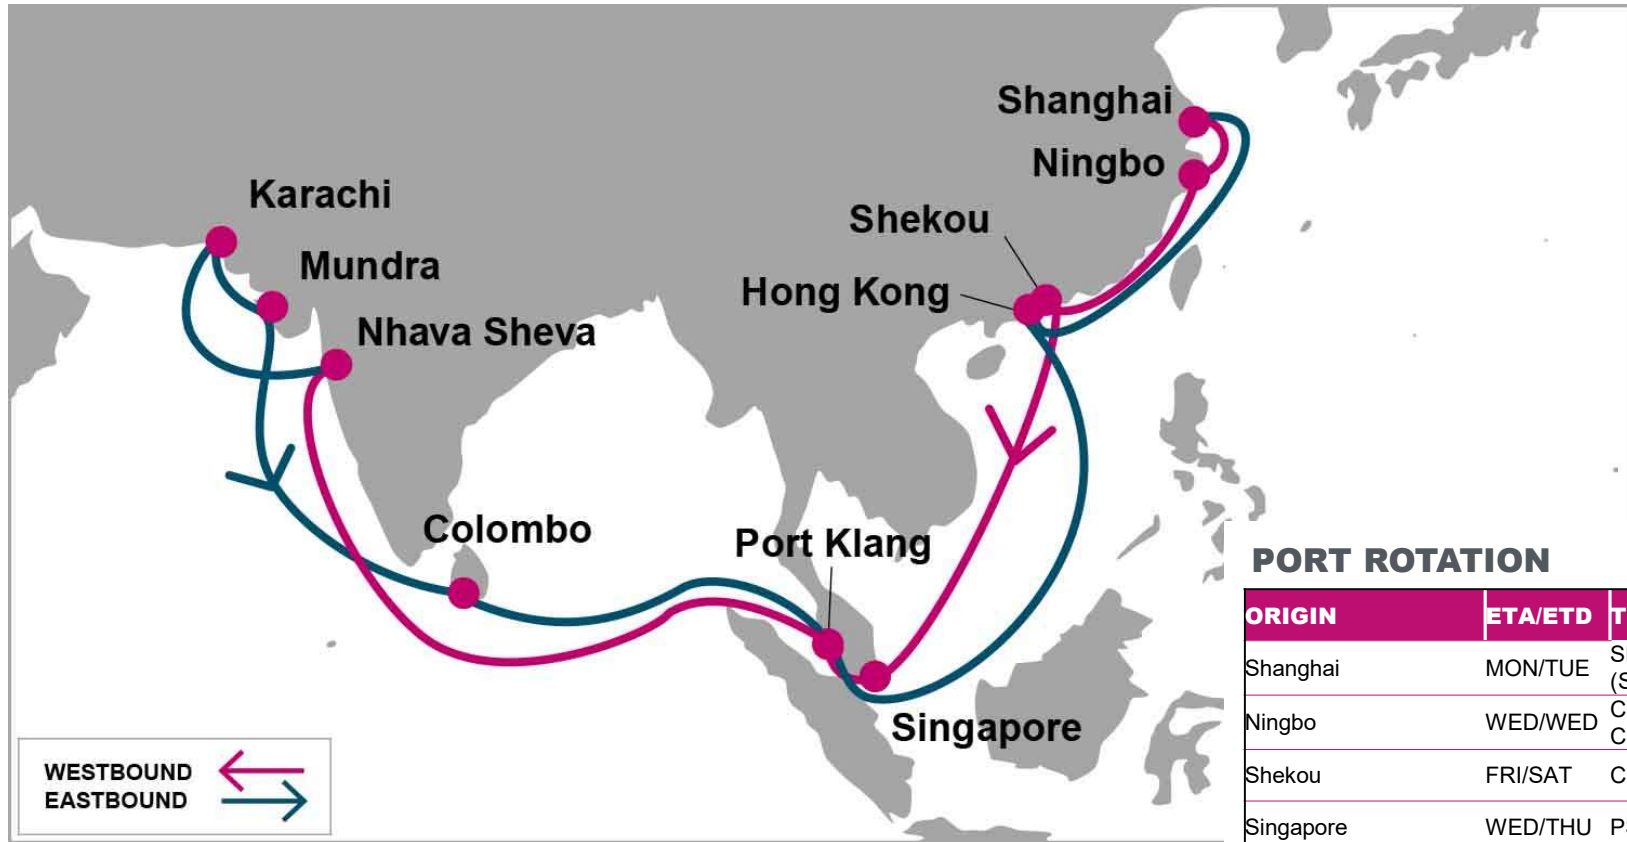 Shanghai
Ningbo
Karachi
Shekou
Mundra
Hong Kong
Nhava Sheva
Colombo
Port Klang
Singapore
WESTBOUND
EASTBOUND
PORT ROTATION
ORIGIN ETA/ETD
Shanghai MON/TUE
Ningbo WED/WED
Shekou FRI/SAT
Singapore WED/THU